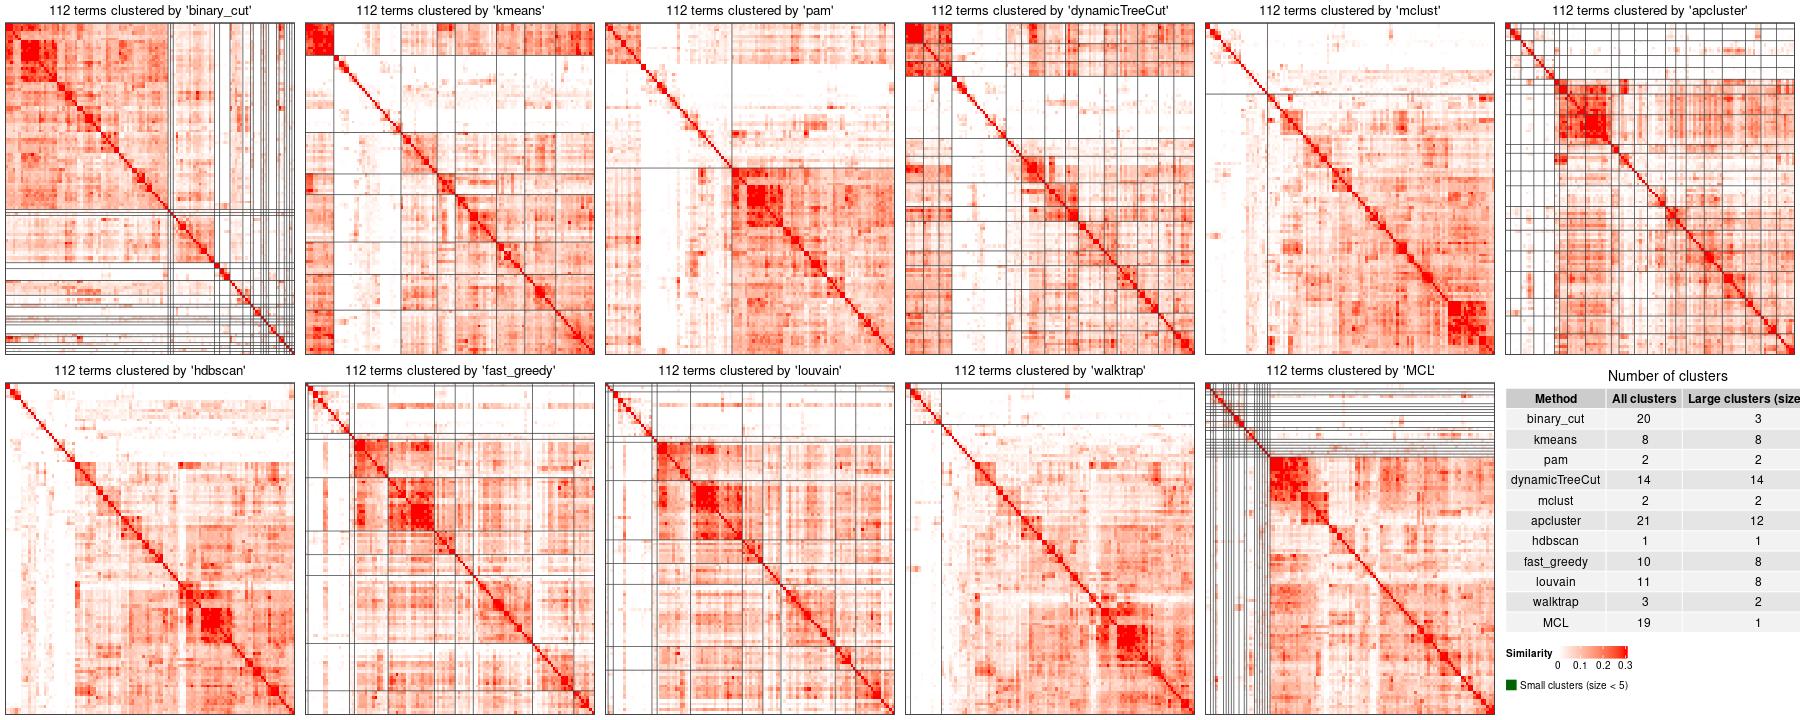 112 terms clustered by 'binary_cut'
112 terms clustered by 'kmeans'
112 terms clustered by 'pam'
112 terms clustered by 'dynamicTreeCut'
112 terms clustered by 'mclust'
112 terms clustered by 'apcluster'
112 terms clustered by 'hdbscan'
112 terms clustered by 'fast_greedy'
112 terms clustered by 'louvain'
112 terms clustered by 'walktrap'
112 terms clustered by 'MCL'
Number of clusters
Method All clusters Large clusters (size
binary_cut 20 3
kmeans 8 8
pam 2 2
dynamicTreeCut 14 14
mclust 2 2
apcluster 21 12
hdbscan 1 1
fast_greedy 10 8
louvain 11 8
walktrap 3 2
MCL 19 1
Similarity
0 0.1 0.2 0.3
Small clusters (size < 5)